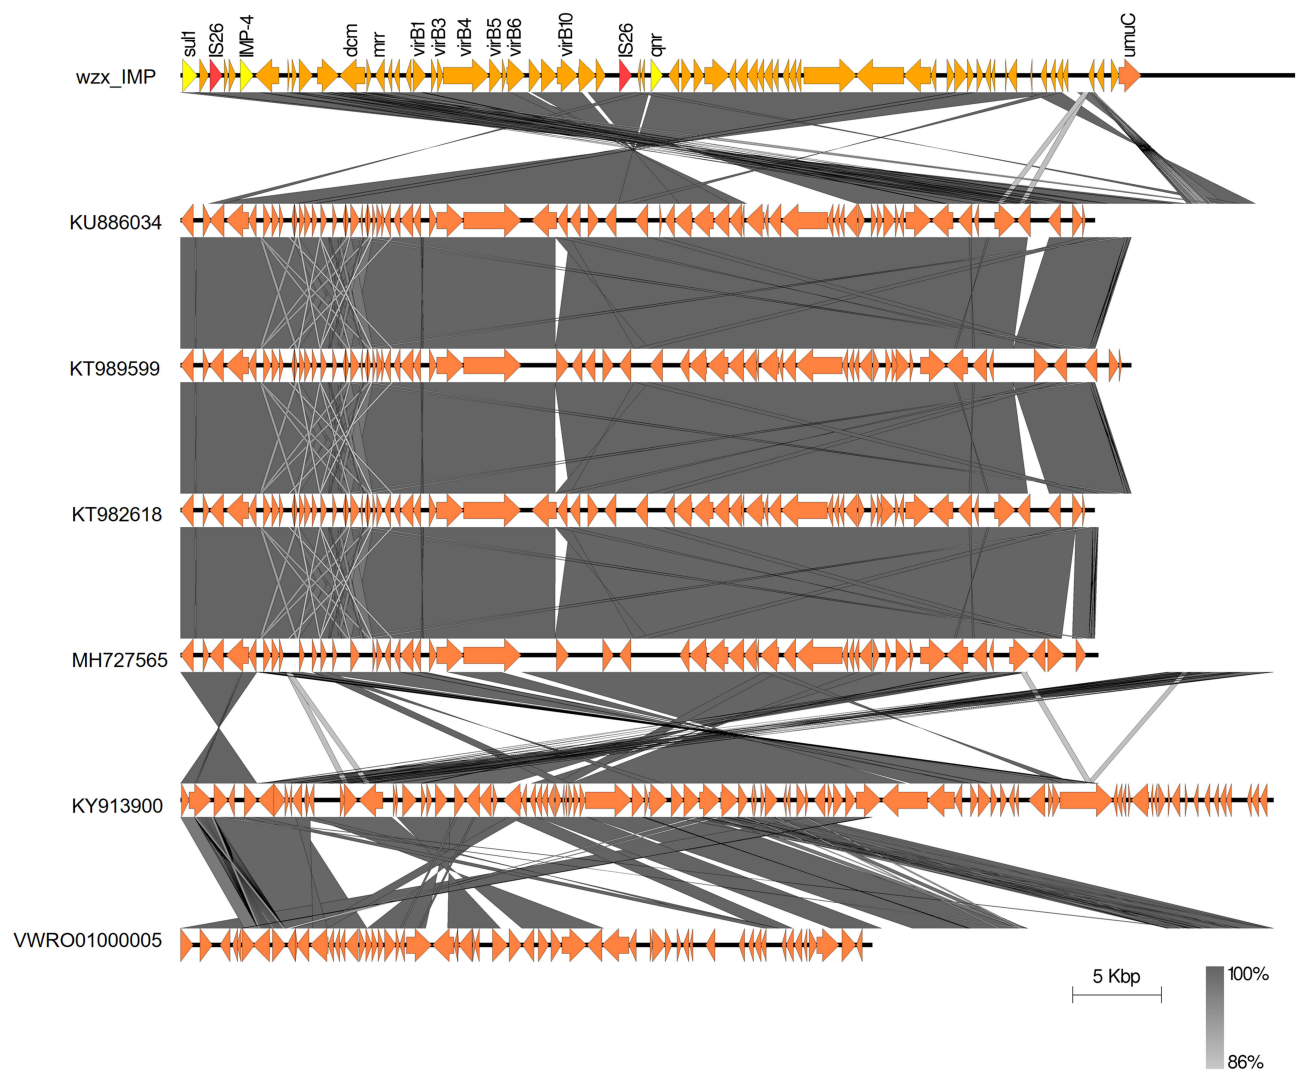 sul1 IS26 IMP-4 dcm mrr virB1 virB3 virB4 virB5 virB6 virB10 IS26 qnr umuC
wzx_IMP
KU886034
KT989599
KT982618
MH727565
KY913900
VWRO01000005
5 Kbp
100%
86%